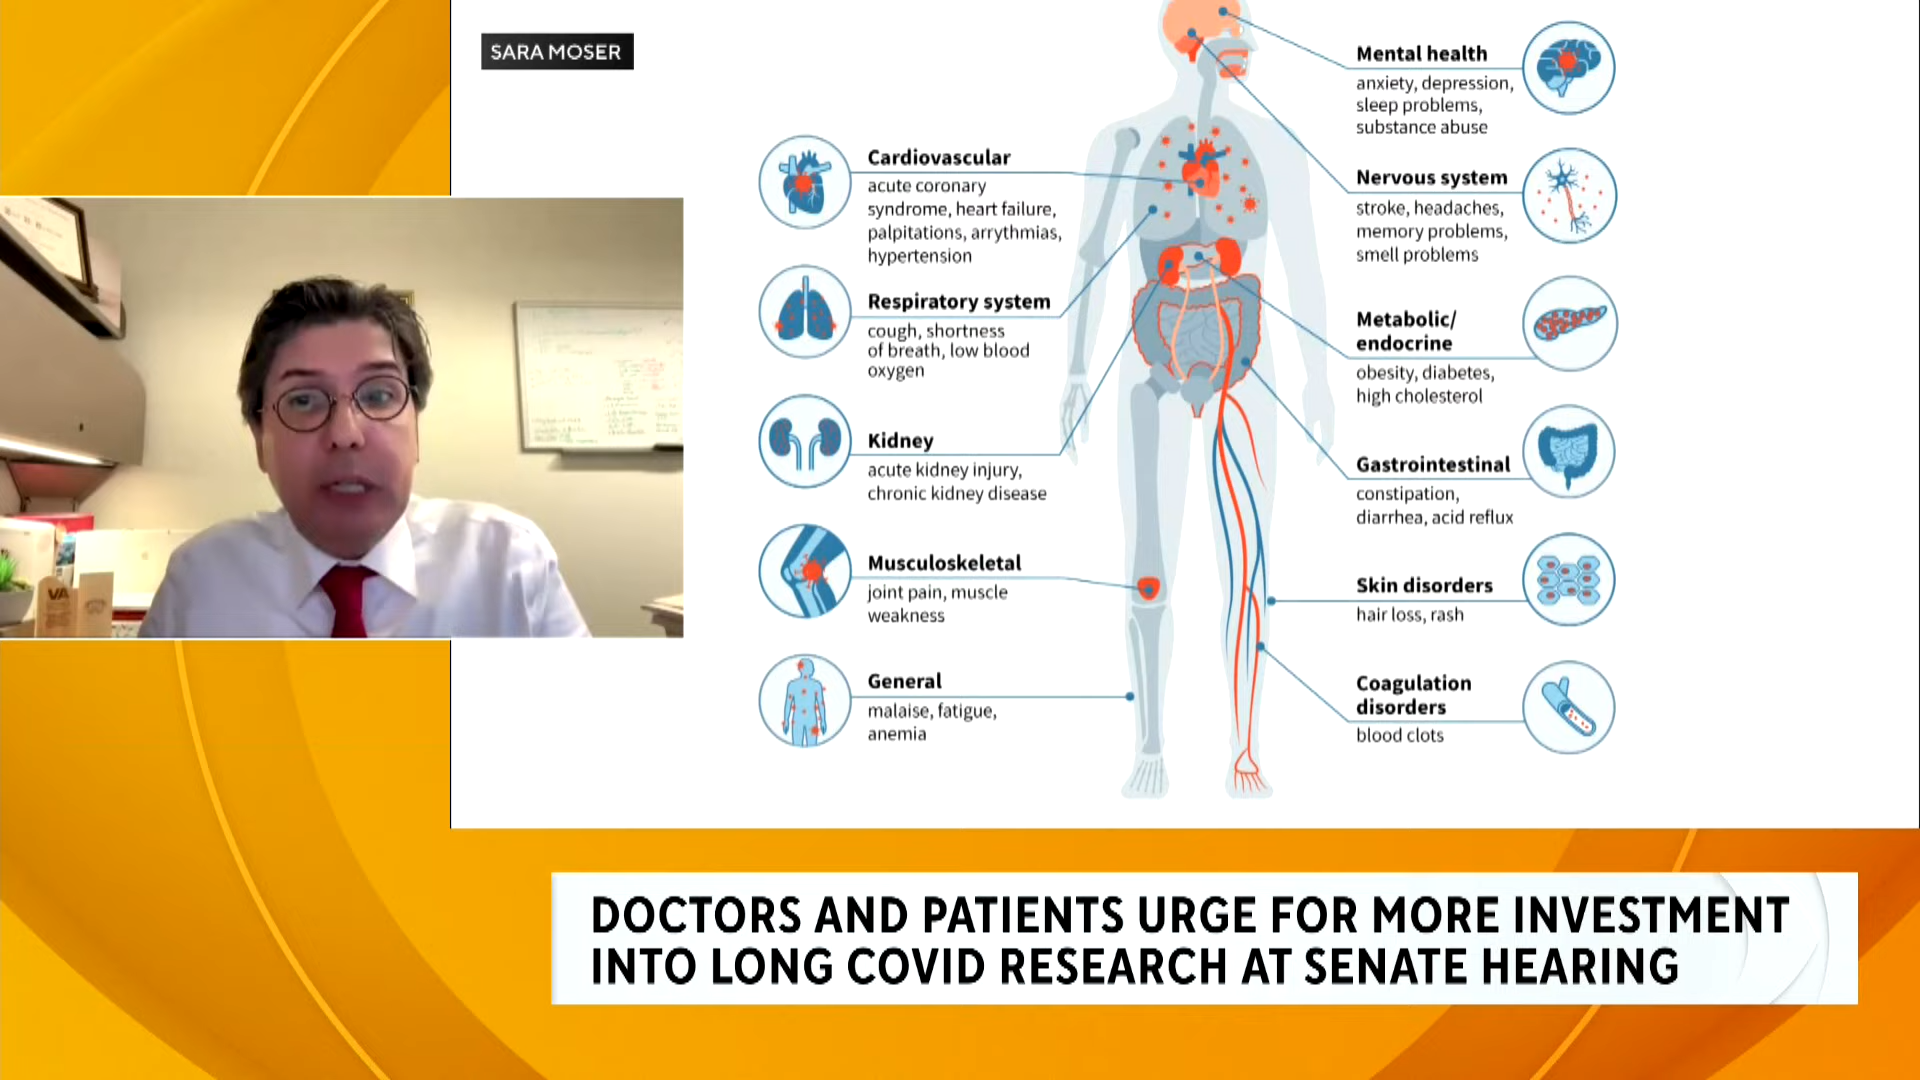 SARA MOSER
Cardiovascular
acute coronary
syndrome, heart failure,
palpitations, arrythmias,
hypertension
Respiratory system
cough, shortness
of breath, low blood
oxygen
Kidney
acute kidney injury,
chronic kidney disease
Musculoskeletal
joint pain, muscle
weakness
General
malaise, fatigue,
anemia
Mental health
anxiety, depression,
sleep problems,
substance abuse
Nervous system
stroke, headaches,
memory problems,
smell problems
Metabolic/
endocrine
obesity, diabetes,
high cholesterol
Gastrointestinal
constipation,
diarrhea, acid reflux
Skin disorders
hair loss, rash
Coagulation
disorders
blood clots
VA
DOCTORS AND PATIENTS URGE FOR MORE INVESTMENT
INTO LONG COVID RESEARCH AT SENATE HEARING